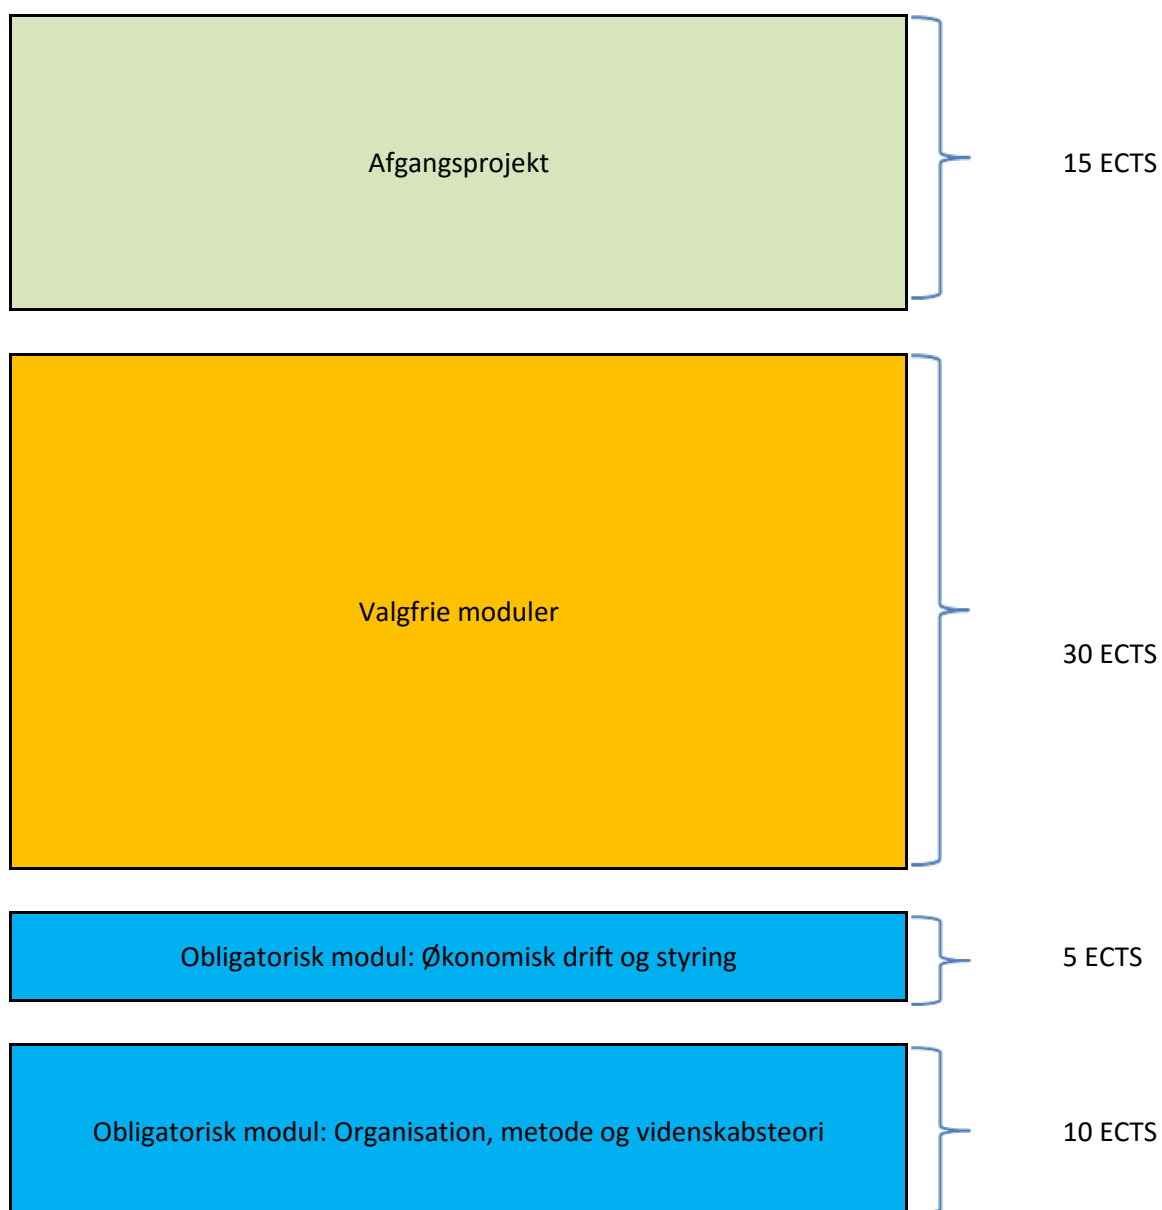 Afgangsprojekt
15 ECTS
Valgfrie moduler
30 ECTS
Obligatorisk modul: Økonomisk drift og styring
5 ECTS
Obligatorisk modul: Organisation, metode og videnskabsteori
10 ECTS